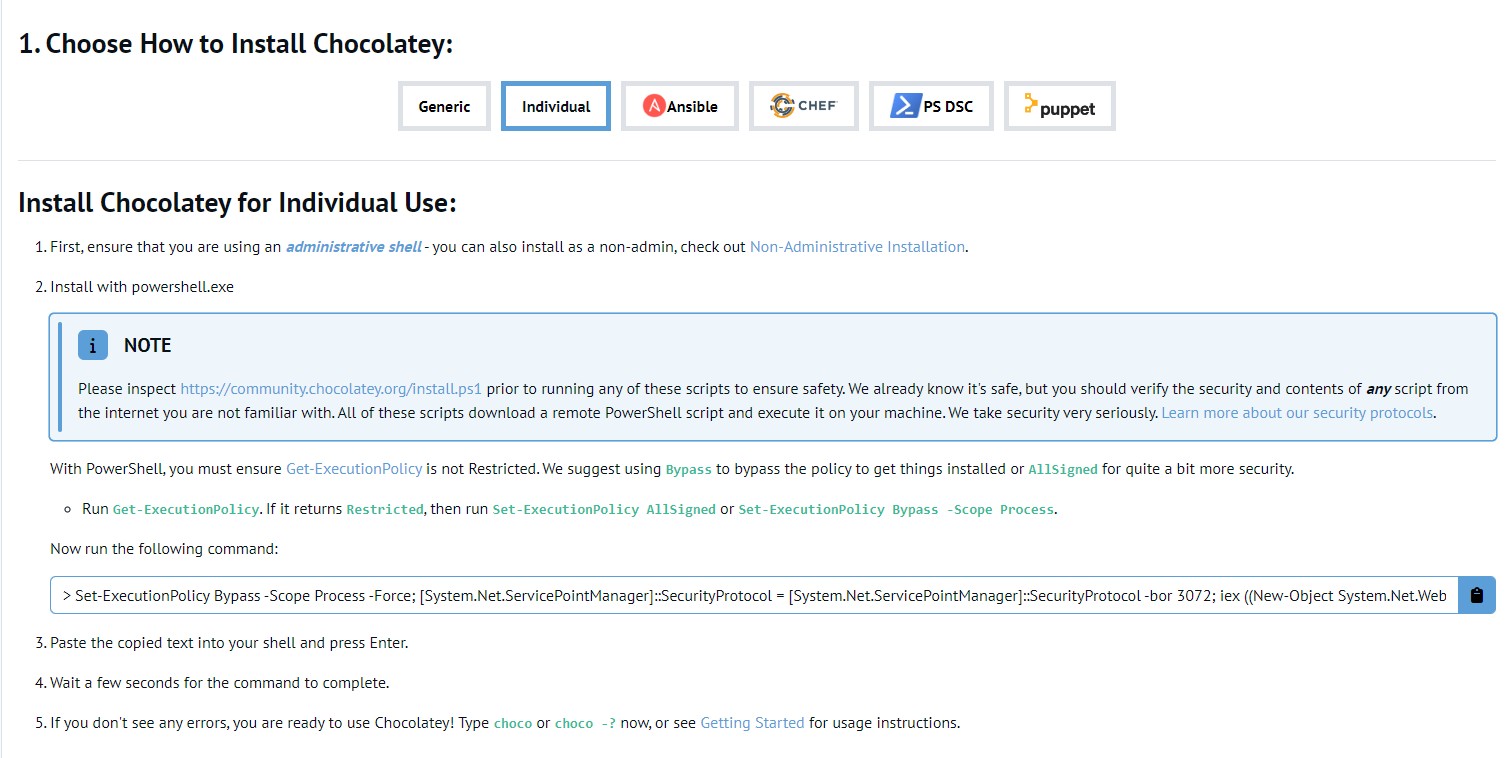 1. Choose How to Install Chocolatey:
Generic
Individual
Ansible
CHEF
PS DSC
puppet
Install Chocolatey for Individual Use:
1. First, ensure that you are using an administrative shell - you can also install as a non-admin, check out Non-Administrative Installation.
2. Install with powershell.exe
NOTE
Please inspect https://community.chocolatey.org/install.ps1 prior to running any of these scripts to ensure safety. We already know it's safe, but you should verify the security and contents of any script from
the internet you are not familiar with. All of these scripts download a remote PowerShell script and execute it on your machine. We take security very seriously. Learn more about our security protocols.
With PowerShell, you must ensure Get-ExecutionPolicy is not Restricted. We suggest using Bypass to bypass the policy to get things installed or AllSigned for quite a bit more security.
Run Get-ExecutionPolicy. If it returns Restricted, then run Set-ExecutionPolicy AllSigned or Set-ExecutionPolicy Bypass -Scope Process.
Now run the following command:
> Set-ExecutionPolicy Bypass -Scope Process -Force; [System.Net.ServicePointManager]::SecurityProtocol = [System.Net.ServicePointManager]::SecurityProtocol -bor 3072; iex ((New-Object System.Net.Web
3. Paste the copied text into your shell and press Enter.
4. Wait a few seconds for the command to complete.
5. If you don't see any errors, you are ready to use Chocolatey! Type choco or choco -? now, or see Getting Started for usage instructions.